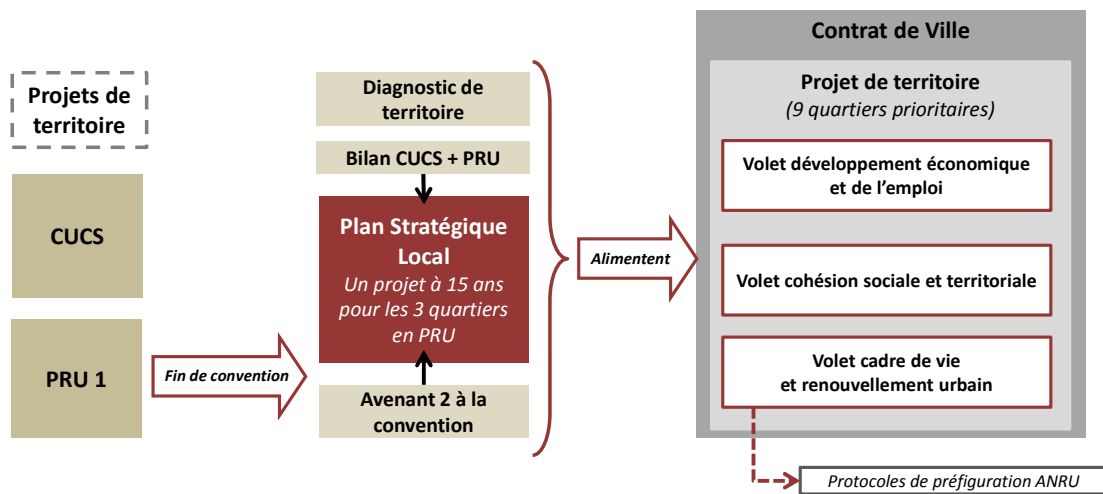 Projets de
territoire
CUCS
PRU 1
Fin de convention
Diagnostic de
territoire
Bilan CUCS + PRU
Plan Stratégique
Local
Un projet à 15 ans
pour les 3 quartiers
en PRU
Avenant 2 à la
convention
Alimentent
Contrat de Ville
Projet de territoire
(9 quartiers prioritaires)
Volet développement économique
et de l'emploi
Volet cohésion sociale et territoriale
Volet cadre de vie
et renouvellement urbain
Protocoles de préfiguration ANRU